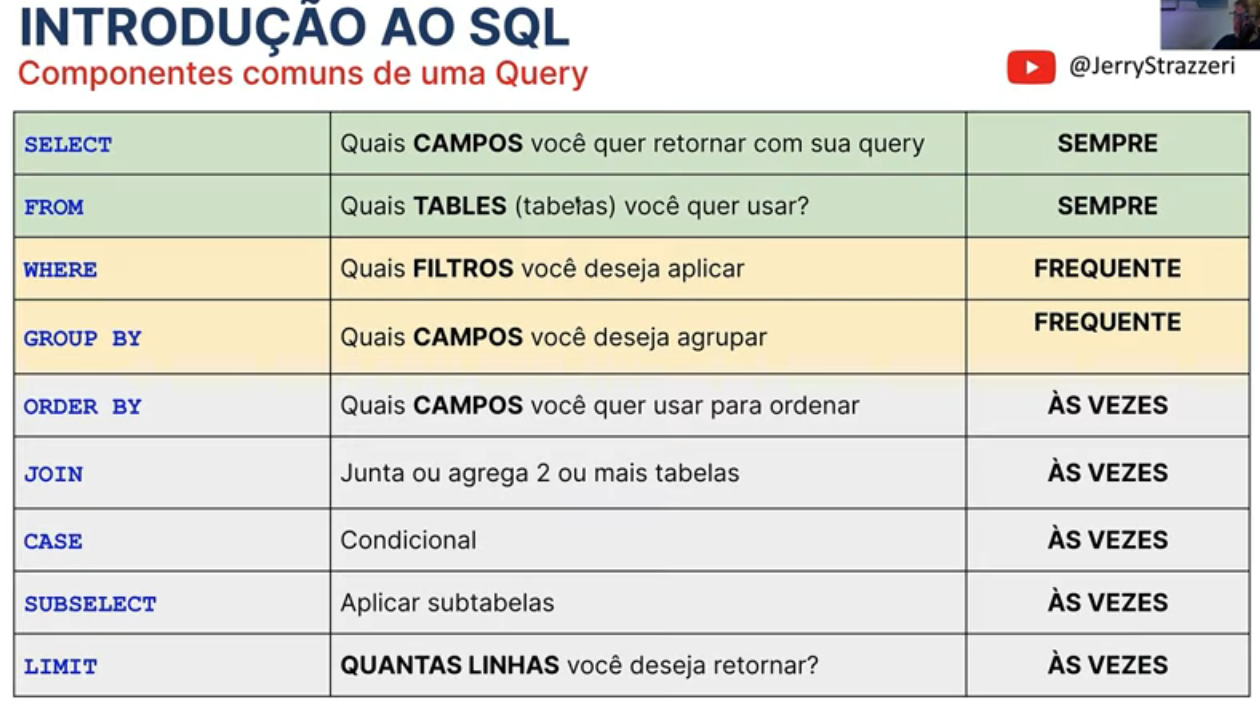 INTRODUÇÃO AO SQL
Componentes comuns de uma Query
@JerryStrazzeri
SELECT Quais CAMPOS você quer retornar com sua query SEMPRE
FROM Quais TABLES (tabelas) você quer usar? SEMPRE
WHERE Quais FILTROS você deseja aplicar FREQUENTE
GROUP BY Quais CAMPOS você deseja agrupar FREQUENTE
ORDER BY Quais CAMPOS você quer usar para ordenar ÀS VEZES
JOIN Junta ou agrega 2 ou mais tabelas ÀS VEZES
CASE Condicional ÀS VEZES
SUBSELECT Aplicar subtabelas ÀS VEZES
LIMIT QUANTAS LINHAS você deseja retornar? ÀS VEZES